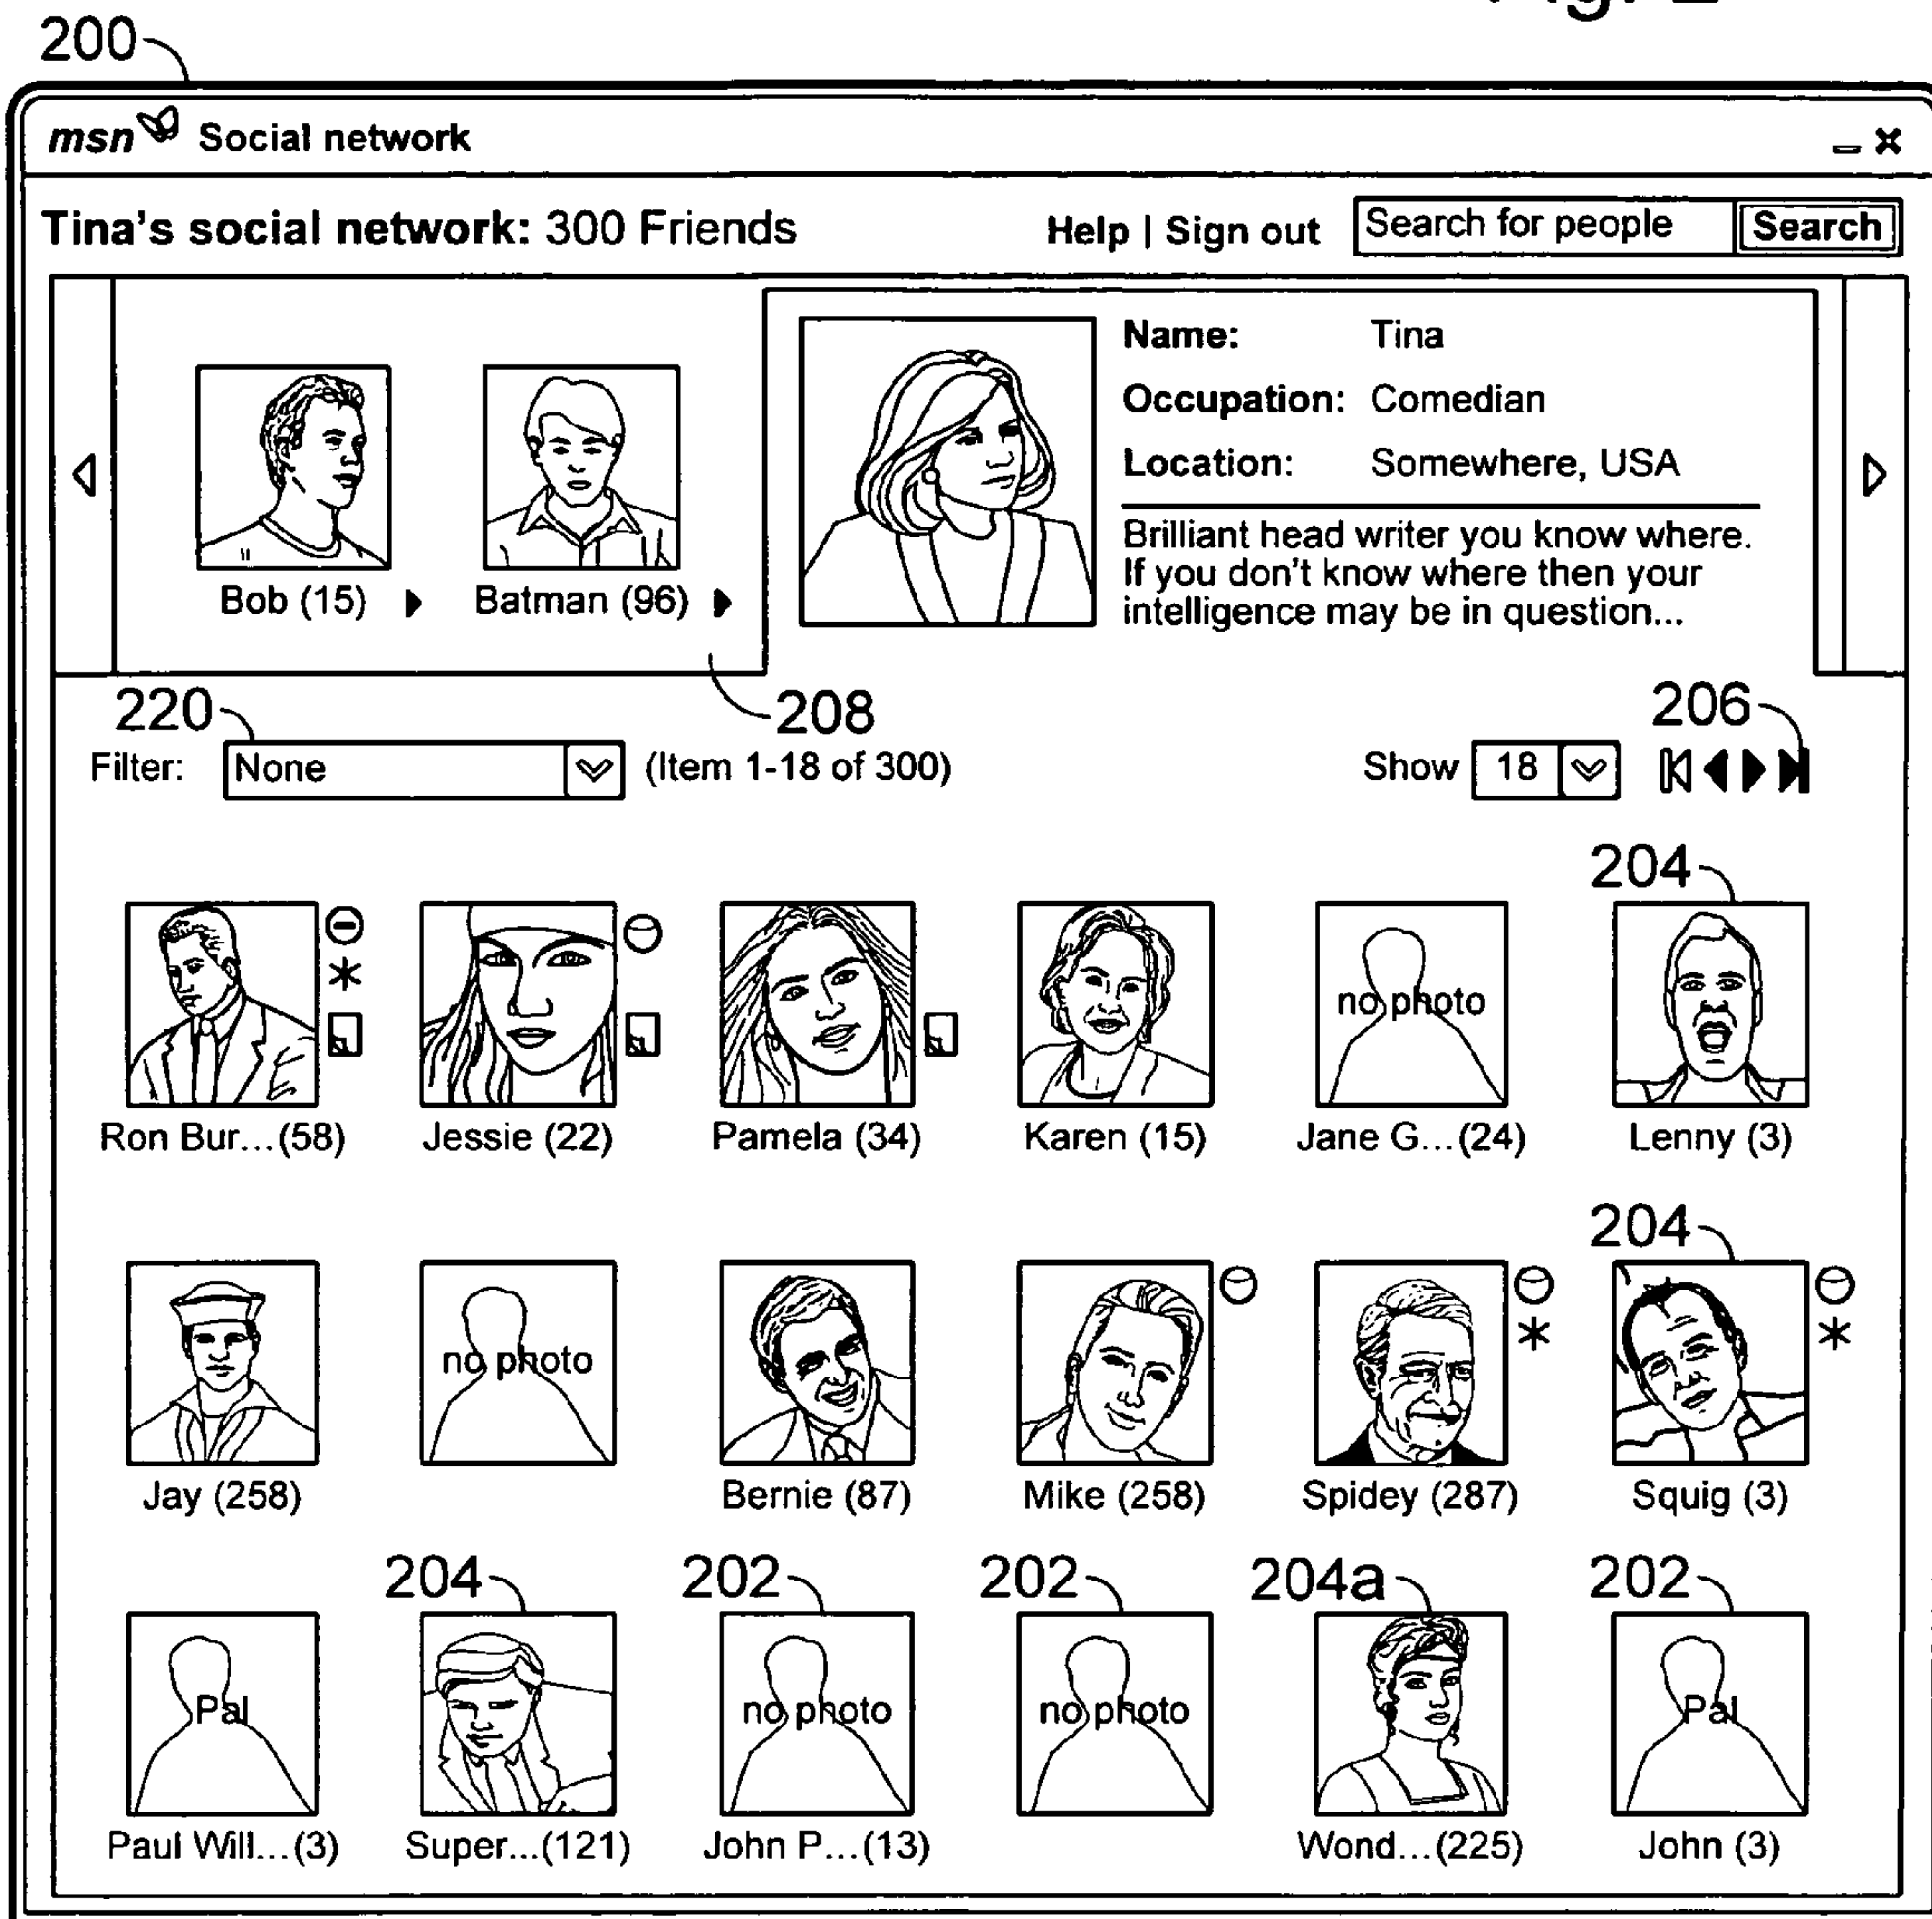 200
msn Social network
Tina's social network: 300 Friends Help | Sign out Search for people Search
Name: Tina
Occupation: Comedian
Location: Somewhere, USA
Brilliant head writer you know where.
If you don't know where then your
intelligence may be in question...
Bob (15) Batman (96)
220 208 206
Filter: None (Item 1-18 of 300) Show 18
204
no photo
Ron Bur...(58) Jessie (22) Pamela (34) Karen (15) Jane G...(24) Lenny (3)
204
no photo
Jay (258) Bernie (87) Mike (258) Spidey (287) Squig (3)
204 202 202 204a 202
Pal no photo no photo Pal
Paul Will...(3) Super...(121) John P...(13) Wond...(225) John (3)